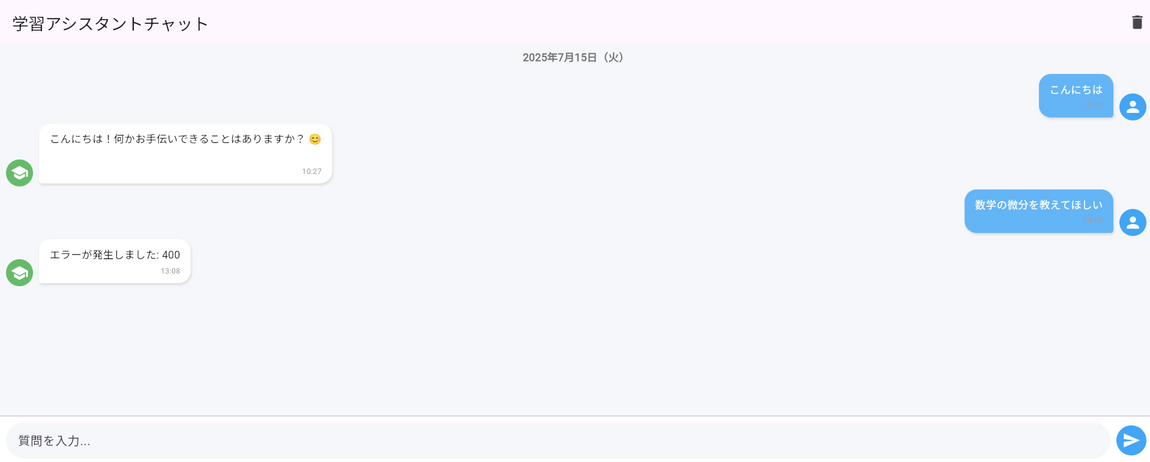 学習アシスタントチャット
2025年7月15日（火）
こんにちは
こんにちは！何かお手伝いできることはありますか？ 😊
10:27
数学の微分を教えてほしい
エラーが発生しました: 400
13:08
質問を入力...